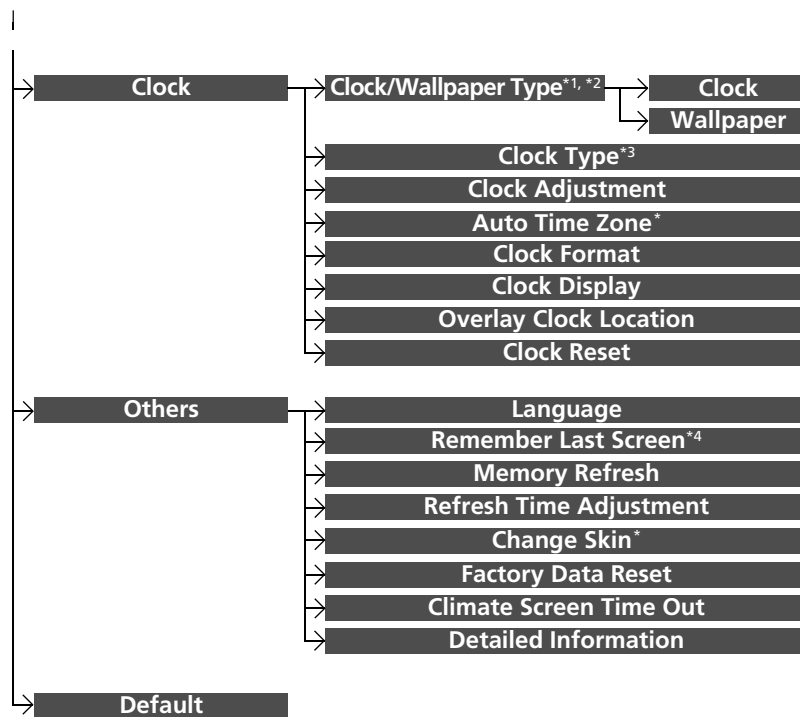 Clock
Clock/Wallpaper Type*1, *2
Clock
Wallpaper
Clock Type*3
Clock Adjustment
Auto Time Zone*
Clock Format
Clock Display
Overlay Clock Location
Clock Reset
Others
Language
Remember Last Screen*4
Memory Refresh
Refresh Time Adjustment
Change Skin*
Factory Data Reset
Climate Screen Time Out
Detailed Information
Default